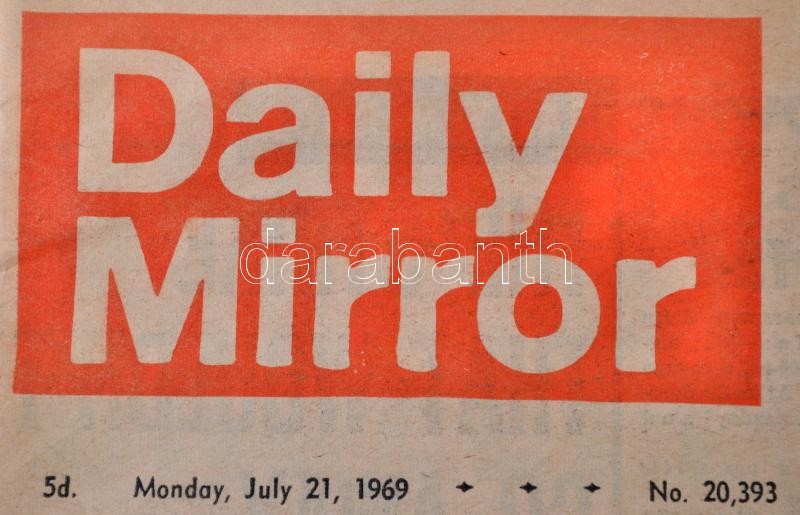 Daily
Mirror
darabanth
5d. Monday, July 21, 1969 ✦ ✦ ✦ No. 20,393